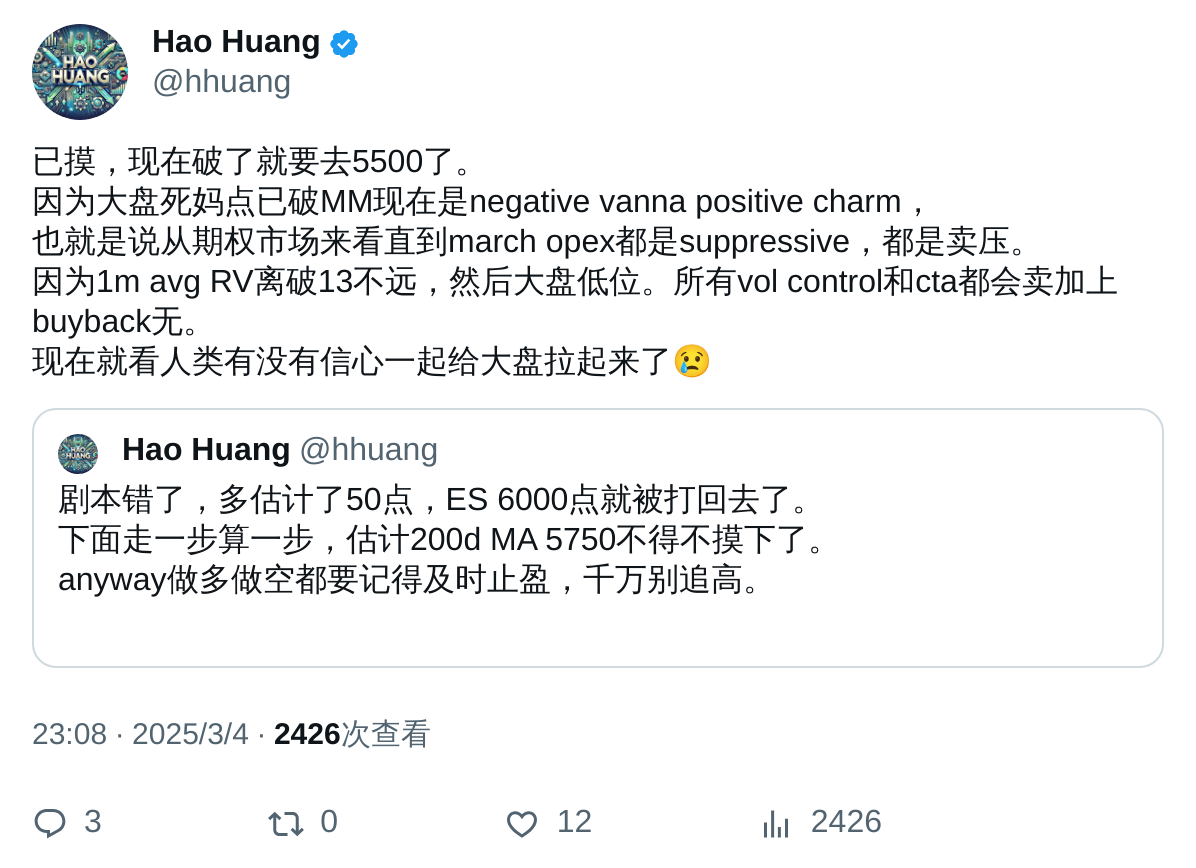 HAO
HUANG
Hao Huang
@hhuang
已摸，现在破了就要去5500了。
因为大盘死妈点已破MM现在是negative vanna positive charm，
也就是说从期权市场来看直到march opex都是suppressive，都是卖压。
因为1m avg RV离破13不远，然后大盘低位。所有vol control和cta都会卖加上
buyback无。
现在就看人类有没有信心一起给大盘拉起来了😢
HAO
HUANG
Hao Huang @hhuang
剧本错了，多估计了50点，ES 6000点就被打回去了。
下面走一步算一步，估计200d MA 5750不得不摸下了。
anyway做多做空都要记得及时止盈，千万别追高。
23:08 · 2025/3/4 · 2426次查看
3 0 12 2426